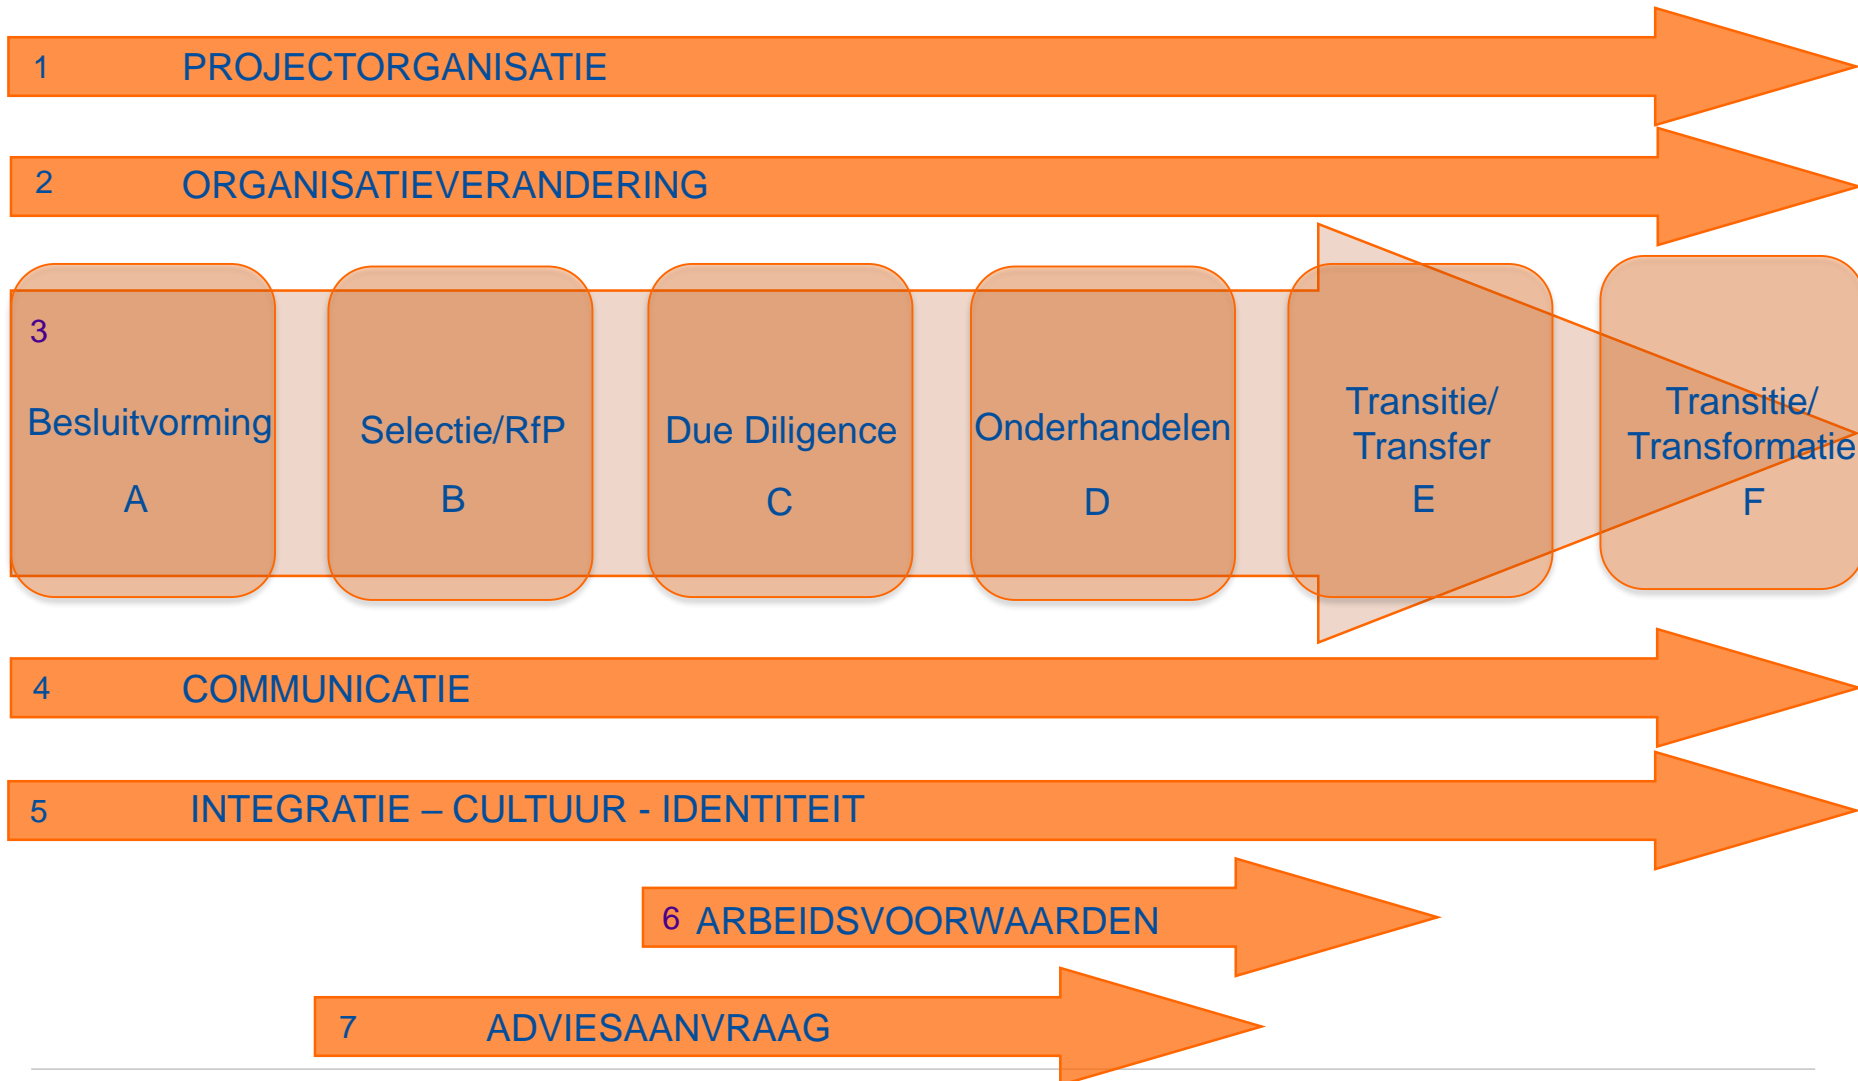 1 PROJECTORGANISATIE
2 ORGANISATIEVERANDERING
3
Besluitvorming
A
Selectie/RfP
B
Due Diligence
C
Onderhandelen
D
Transitie/
Transfer
E
Transitie/
Transformatie
F
4 COMMUNICATIE
5 INTEGRATIE – CULTUUR - IDENTITEIT
6 ARBEIDSVOORWAARDEN
7 ADVIESAANVRAAG